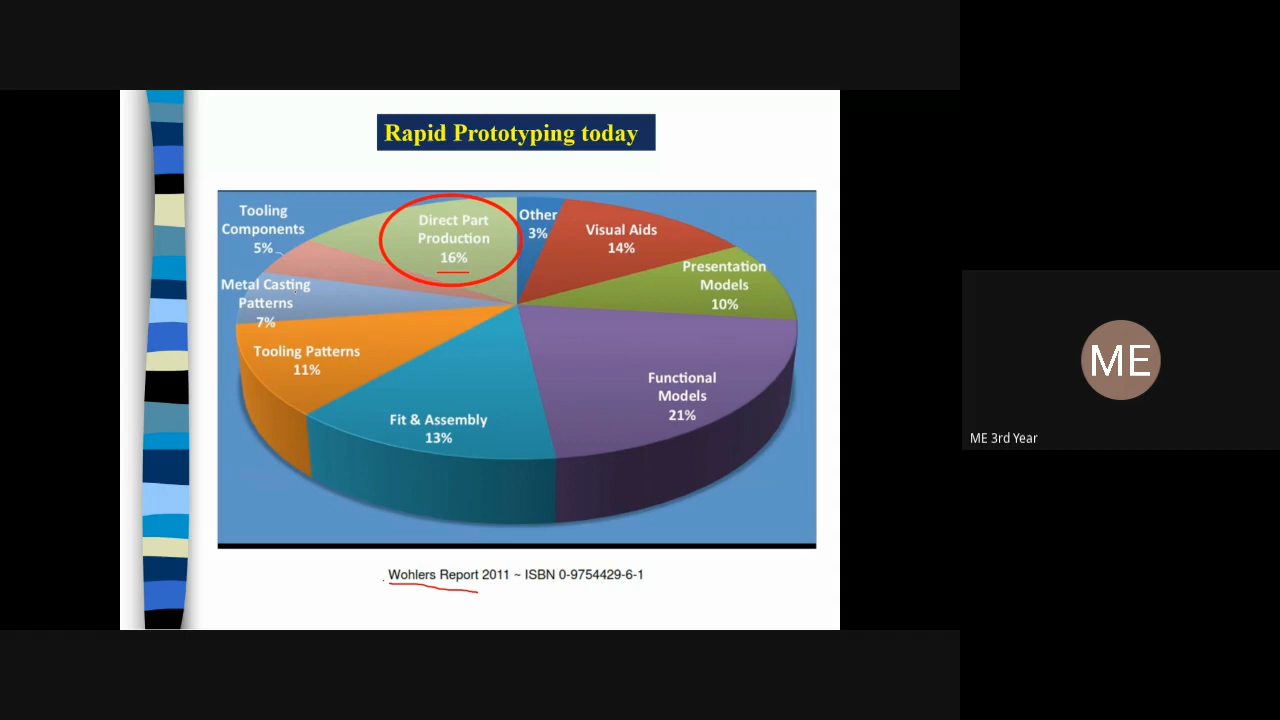 Rapid Prototyping today
Tooling
Components
5%
Direct Part
Production
16%
Other
3%
Visual Aids
14%
Presentation
Models
10%
Metal Casting
Patterns
7%
Tooling Patterns
11%
Functional
Models
21%
Fit & Assembly
13%
Wohlers Report 2011 ~ ISBN 0-9754429-6-1
ME
ME 3rd Year